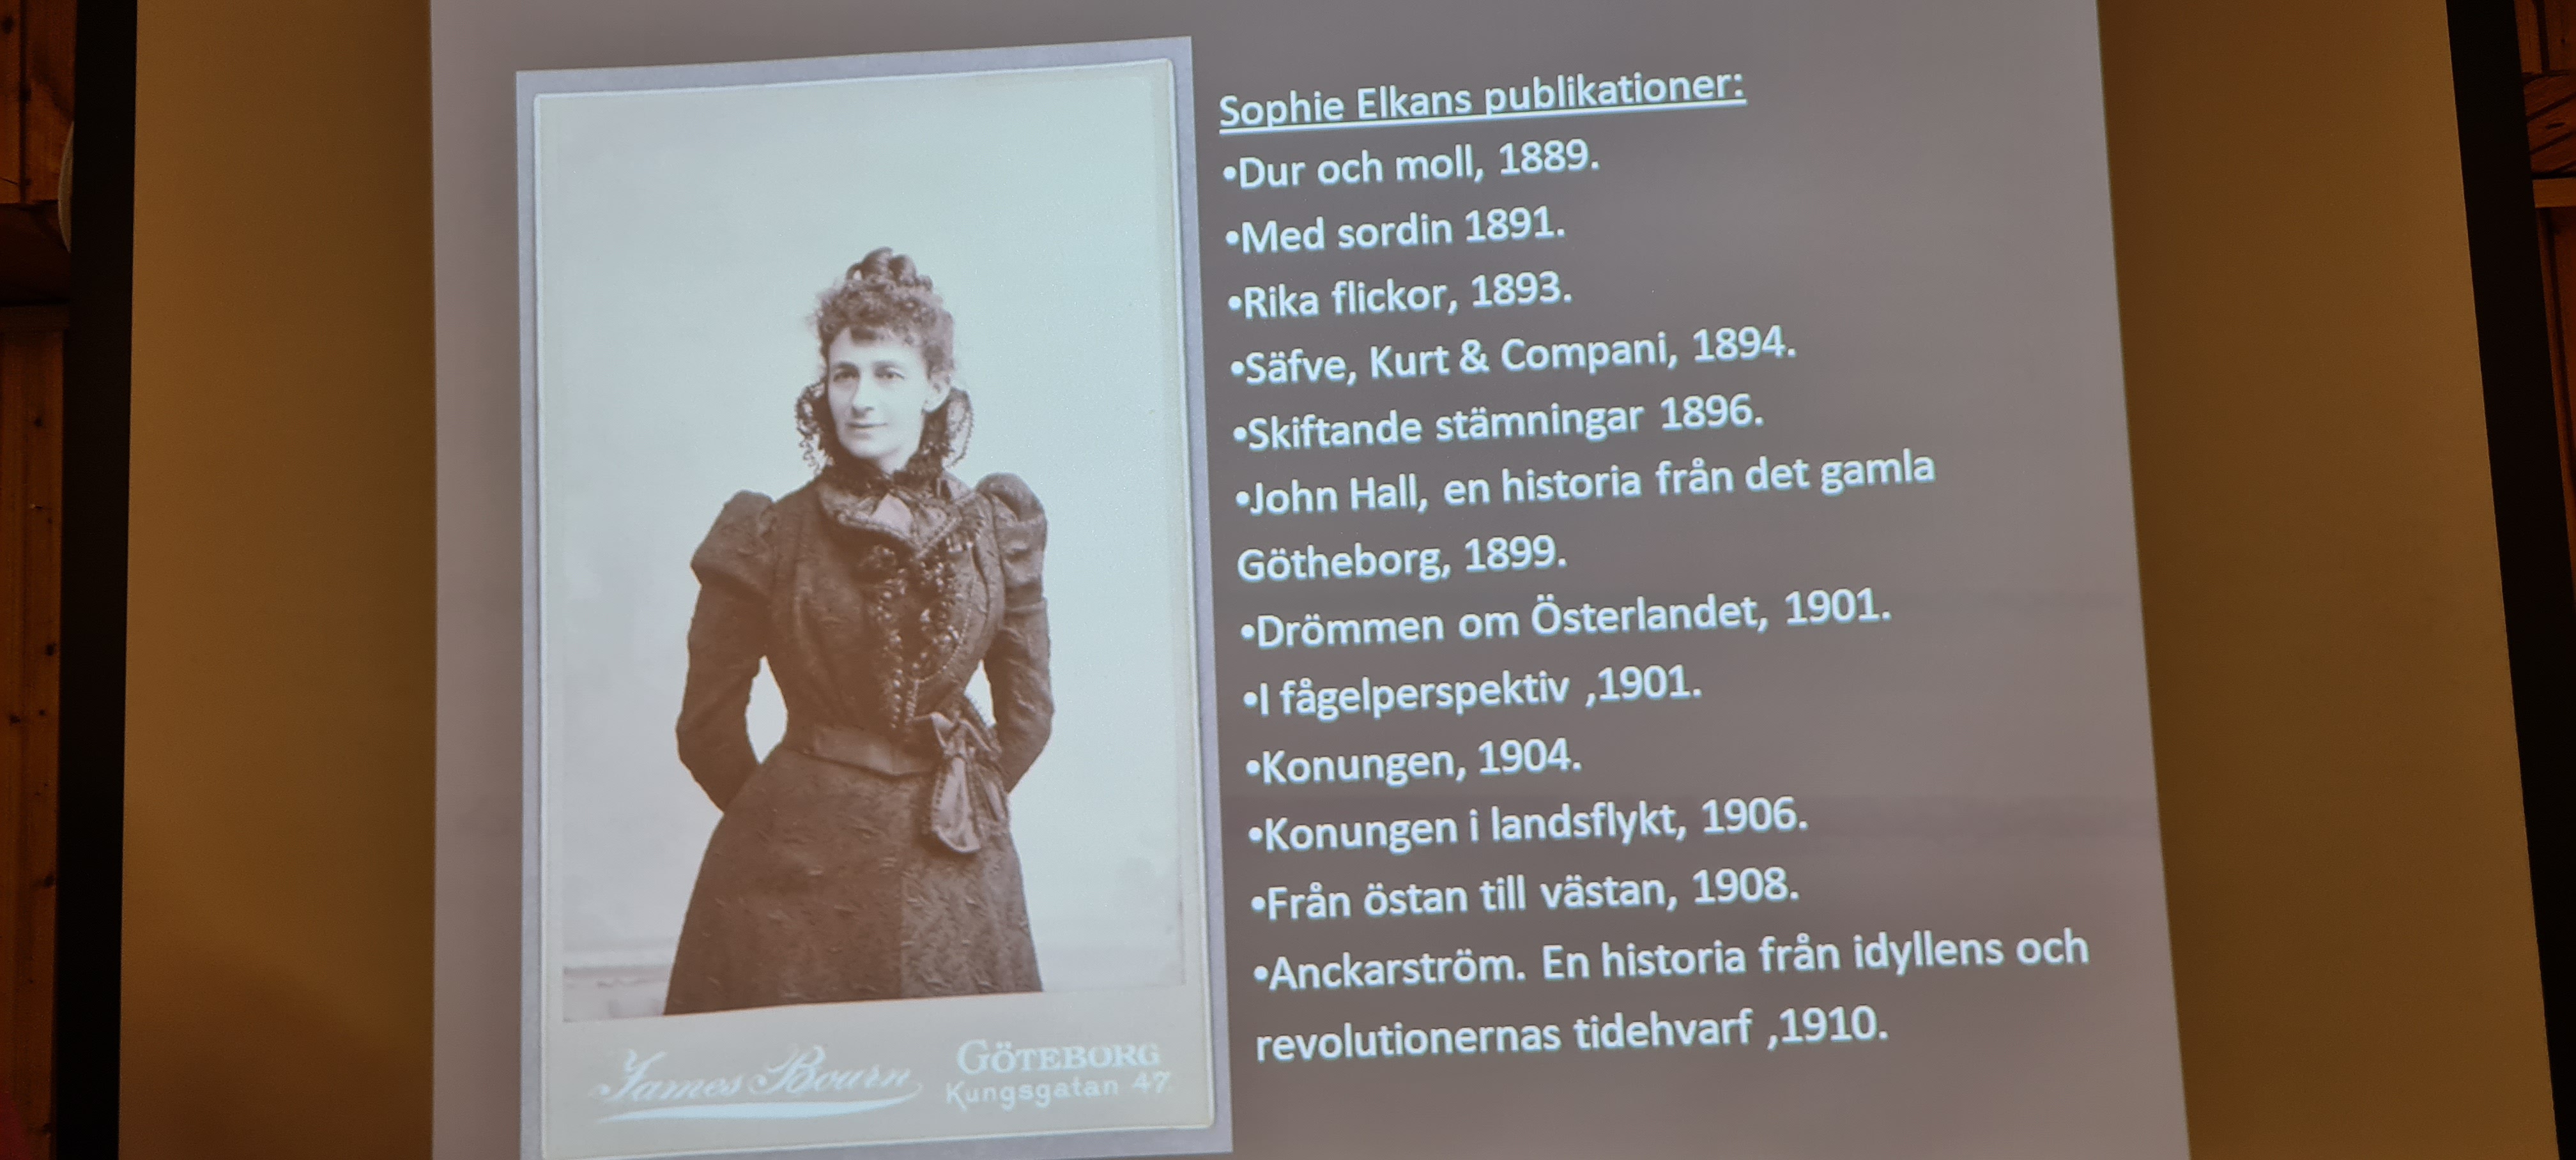 Sophie Elkans publikationer:
•Dur och moll, 1889.
•Med sordin 1891.
•Rika flickor, 1893.
•Säfve, Kurt & Compani, 1894.
•Skiftande stämningar 1896.
•John Hall, en historia från det gamla
Götheborg, 1899.
•Drömmen om Österlandet, 1901.
•I fågelperspektiv ,1901.
•Konungen, 1904.
•Konungen i landsflykt, 1906.
•Från östan till västan, 1908.
•Anckarström. En historia från idyllens och
revolutionernas tidehvarf ,1910.
James Bourn
GÖTEBORG
Kungsgatan 47